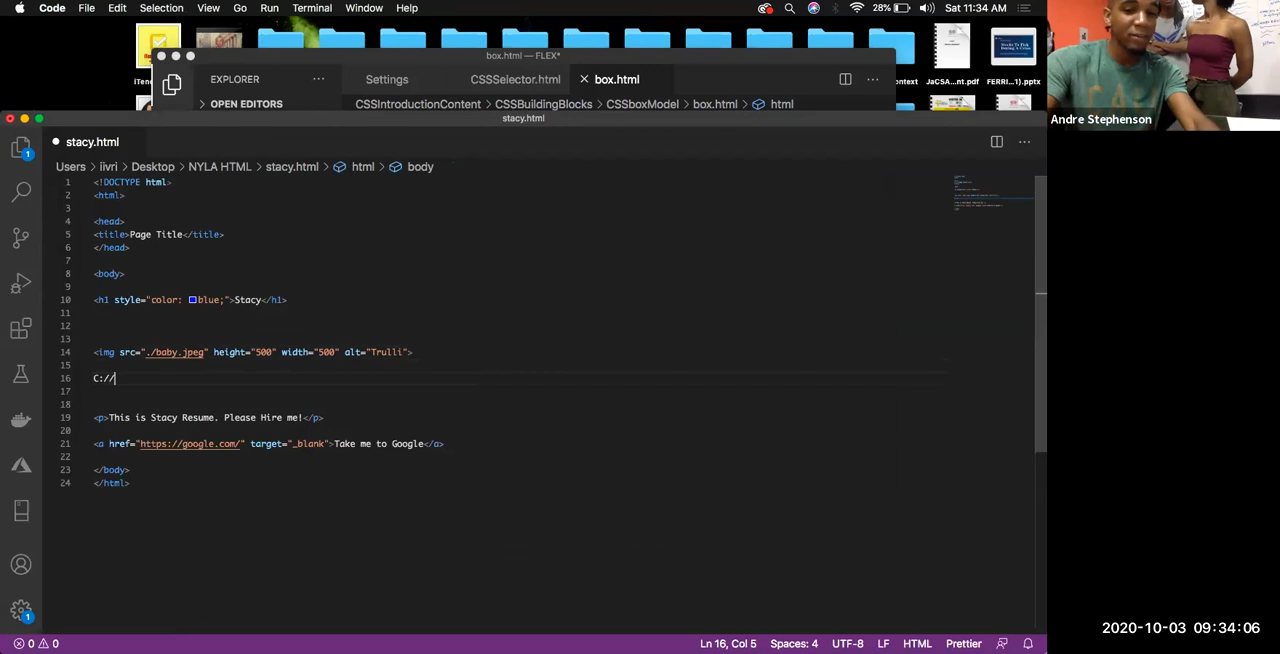 Code File Edit Selection View Go Run Terminal Window Help 28% Sat 11:34 AM
box.html — FLEX*
EXPLORER Settings CSSSelector.html box.html
OPEN EDITORS CSSIntroductionContent CSSBuildingBlocks CSSboxModel box.html html
context JaCSA...nt.pdf FERRI...1).pptx
Andre Stephenson
stacy.html
stacy.html
Users iivri Desktop NYLA HTML stacy.html html body
1 <!DOCTYPE html>
2 <html>
3
4 <head>
5 <title>Page Title</title>
6 </head>
7
8 <body>
9
10 <h1 style="color: blue;">Stacy</h1>
11
12
13
14 <img src="./baby.jpeg" height="500" width="500" alt="Trulli">
15
16 C://
17
18
19 <p>This is Stacy Resume. Please Hire me!</p>
20
21 <a href="https://google.com/" target="_blank">Take me to Google</a>
22
23 </body>
24 </html>
1
1
0 0 Ln 16, Col 5 Spaces: 4 UTF-8 LF HTML Prettier
2020-10-03 09:34:06